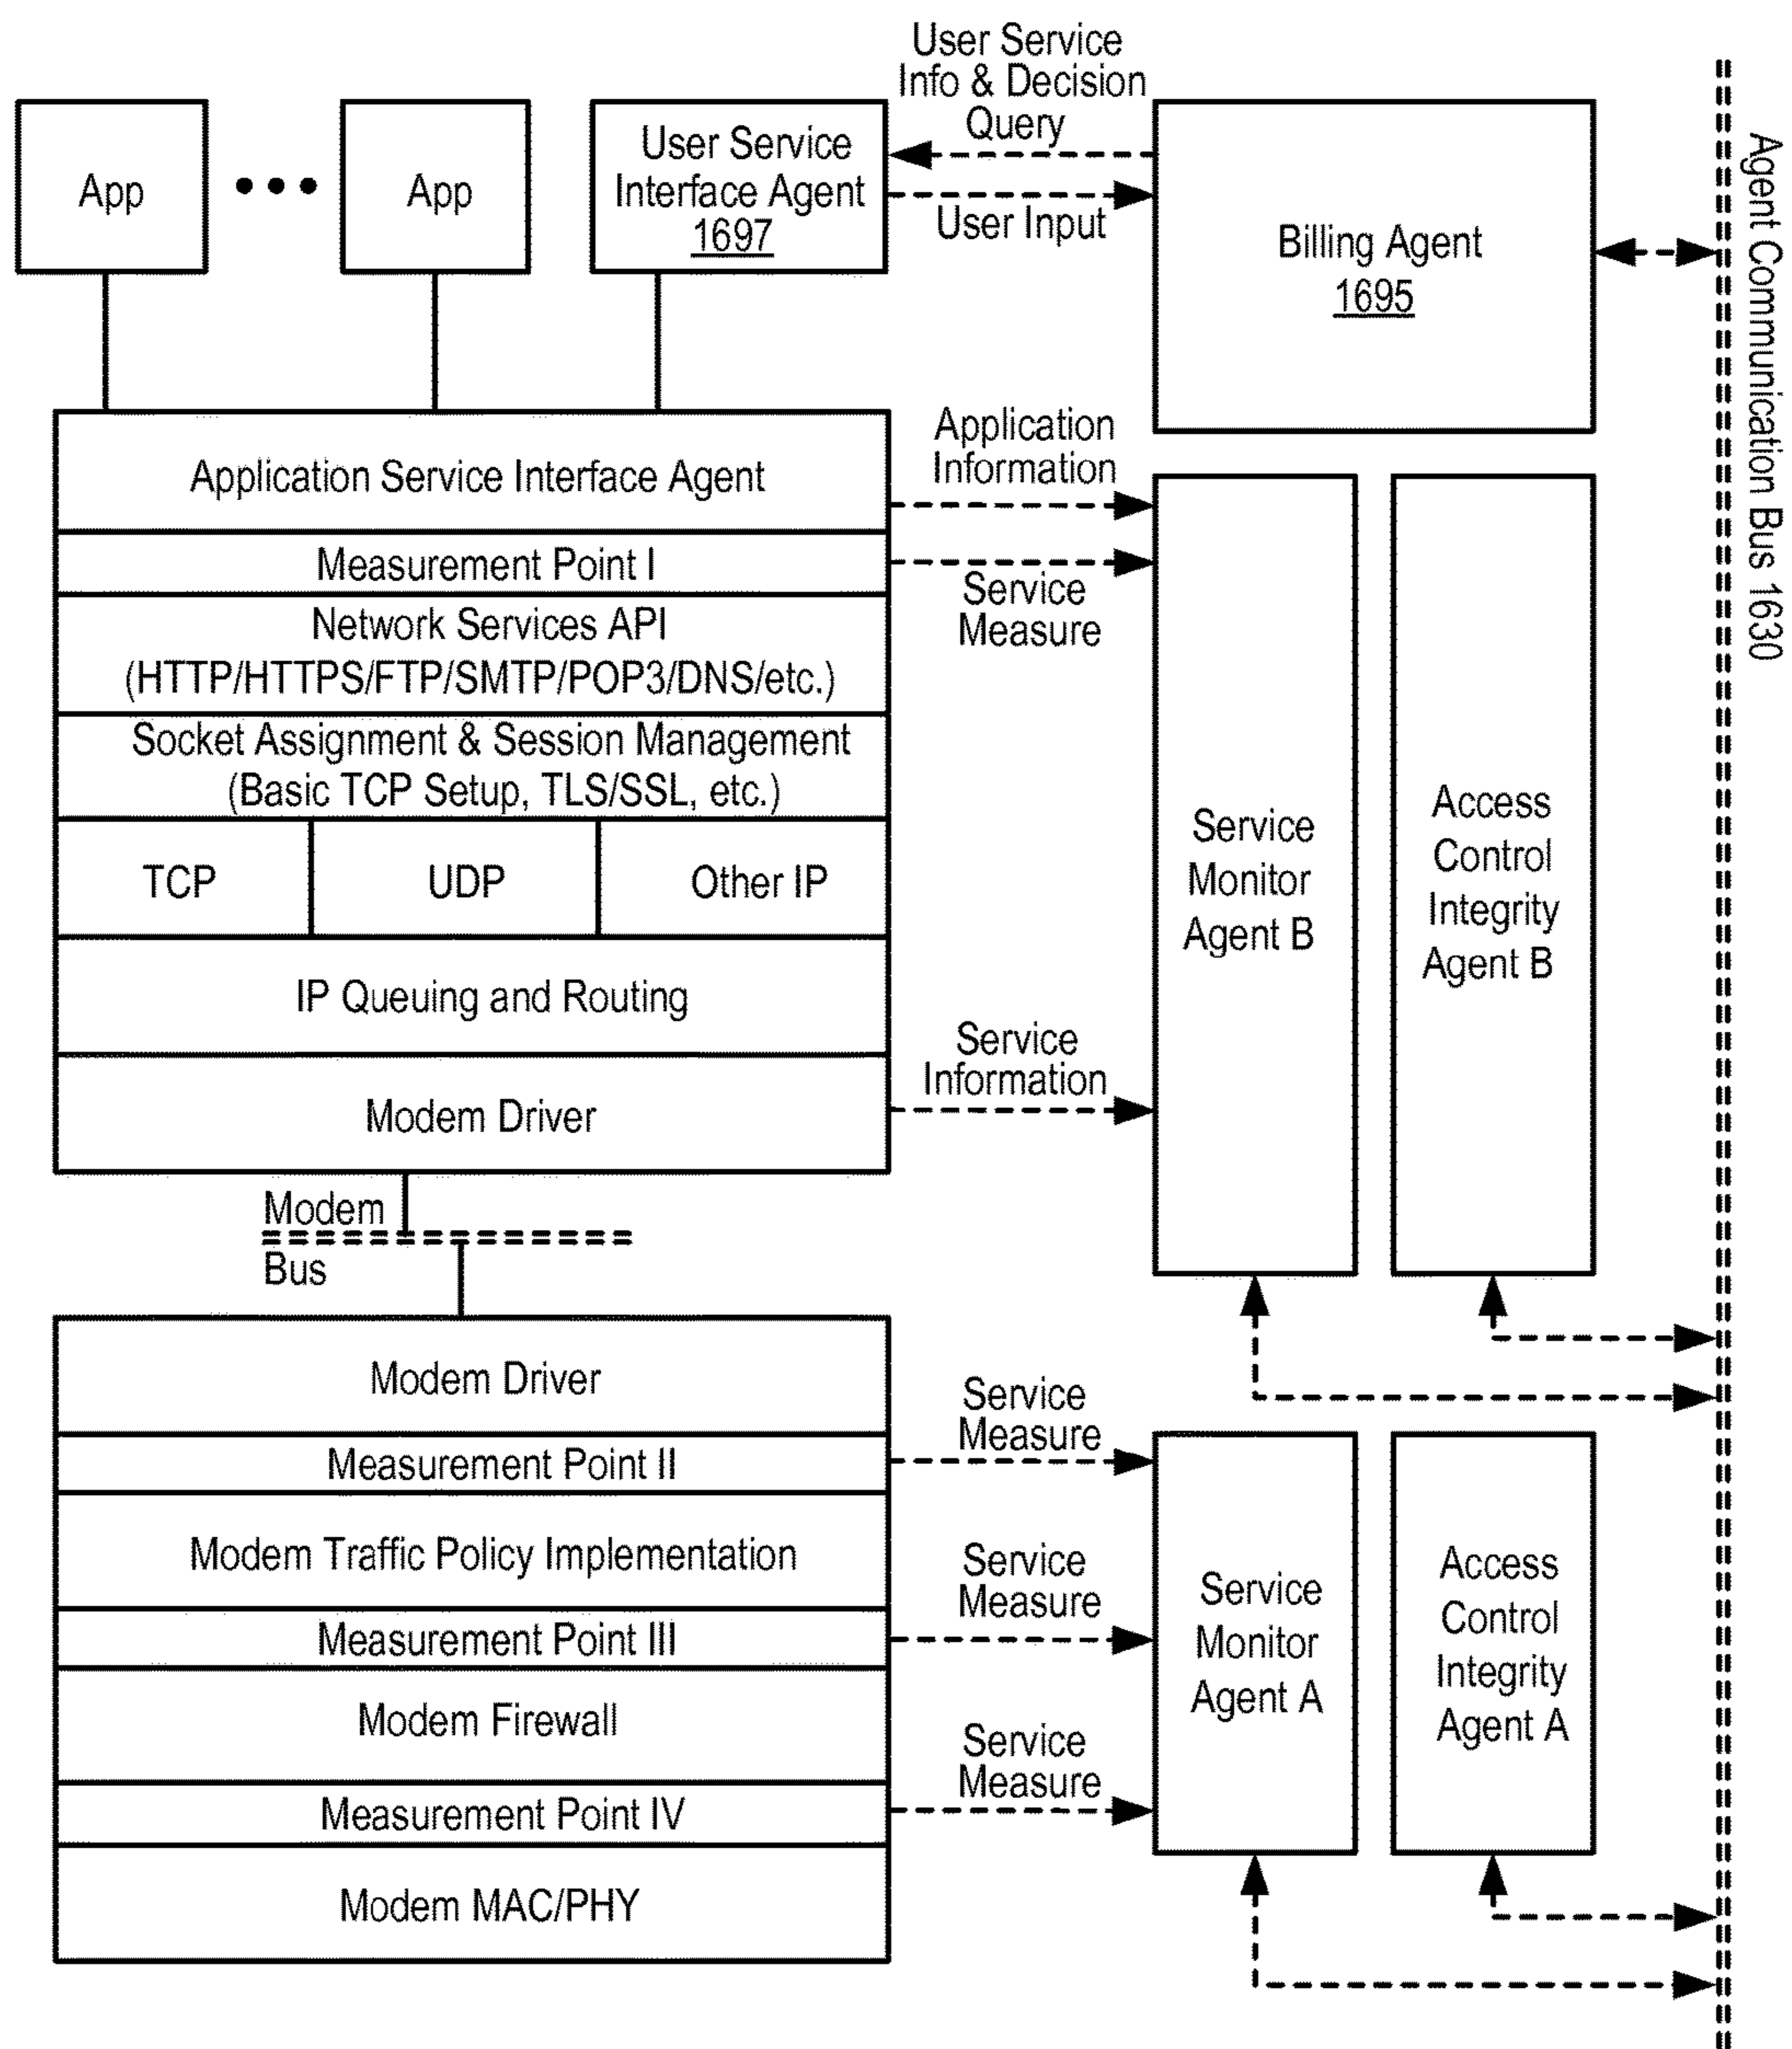 User Service
Info & Decision
Query
App
App
User Service
Interface Agent
1697
User Input
Billing Agent
1695
Agent Communication Bus 1630
Application Service Interface Agent
Application
Information
Measurement Point I
Service
Measure
Network Services API
(HTTP/HTTPS/FTP/SMTP/POP3/DNS/etc.)
Socket Assignment & Session Management
(Basic TCP Setup, TLS/SSL, etc.)
TCP
UDP
Other IP
IP Queuing and Routing
Service
Information
Modem Driver
Service
Monitor
Agent B
Access
Control
Integrity
Agent B
Modem
Bus
Modem Driver
Service
Measure
Measurement Point II
Modem Traffic Policy Implementation
Service
Measure
Measurement Point III
Modem Firewall
Service
Measure
Measurement Point IV
Modem MAC/PHY
Service
Monitor
Agent A
Access
Control
Integrity
Agent A